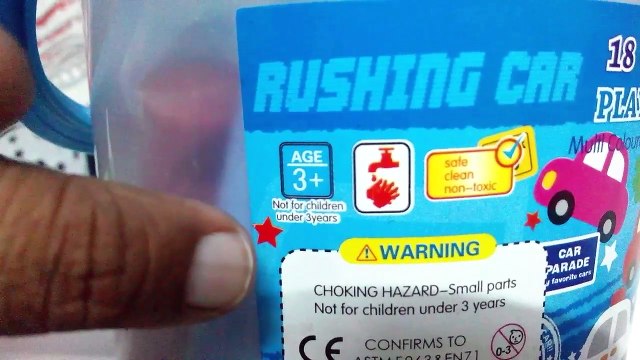 RUSHING CAR
18
Multi Colour
AGE
3+
Not for children
under 3years
safe
clean
non-toxic
WARNING
CAR
PARADE
favorite cars
CHOKING HAZARD-Small parts
Not for children under 3 years
CE
CONFIRMS TO
0-3